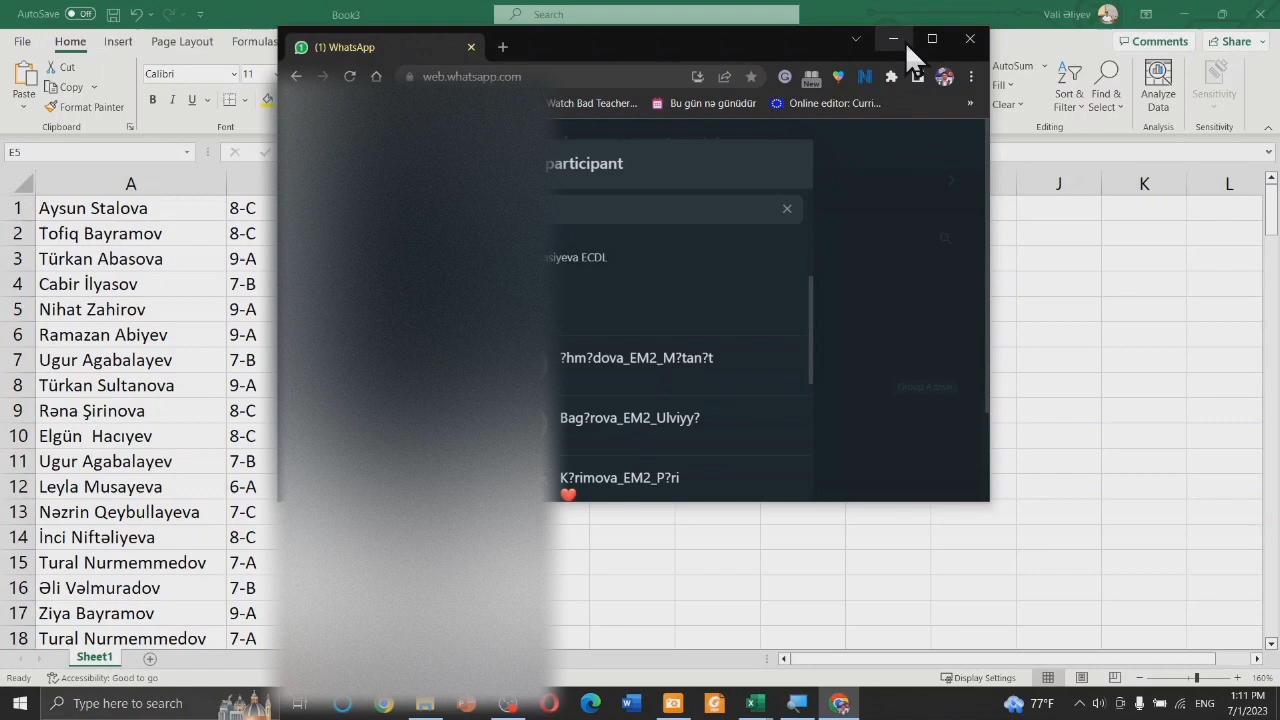 AutoSave Off
Book3
Search
Vali Əliyev
File Home Insert Page Layout Formulas
Comments Share
(1) WhatsApp
web.whatsapp.com
New
Watch Bad Teacher... Bu gün nə günüdür Online editor: Curri... »
Paste
Cut
Copy
Format Painter
Clipboard
Calibri 11
B I U
Font
AutoSum
Fill
Clear
Sort & Filter
Find & Select
Editing
Analyze Data
Analysis
Sensitivity
Sensitivity
E5
A J K L
1 Aysun Stalova 8-C
2 Tofiq Bayramov 8-C
3 Türkan Abasova 9-A
4 Cabir İlyasov 7-B
5 Nihat Zahirov 9-A
6 Ramazan Abiyev 9-A
7 Ugur Agabalayev 7-B
8 Türkan Sultanova 9-A
9 Rəna Şirinova 8-C
10 Elgün Hacıyev 8-C
11 Ugur Agabalayev 7-B
12 Leyla Musayeva 6-A
13 Nəzrin Qeybullayeva 7-C
14 İnci Niftəliyeva 8-C
15 Tural Nurmemmedov 7-A
16 Əli Vəlmuradov 7-B
17 Ziya Bayramov 9-A
18 Tural Nurmemmedov 7-A
participant
ECDL
?hm?dova_EM2_M?tan?t
Bag?rova_EM2_Ulviyy?
K?rimova_EM2_P?ri
❤️
Group Admin
Sheet1
Ready
Accessibility: Good to go
Display Settings
160%
Type here to search
77°F
1:11 PM
7/1/2023